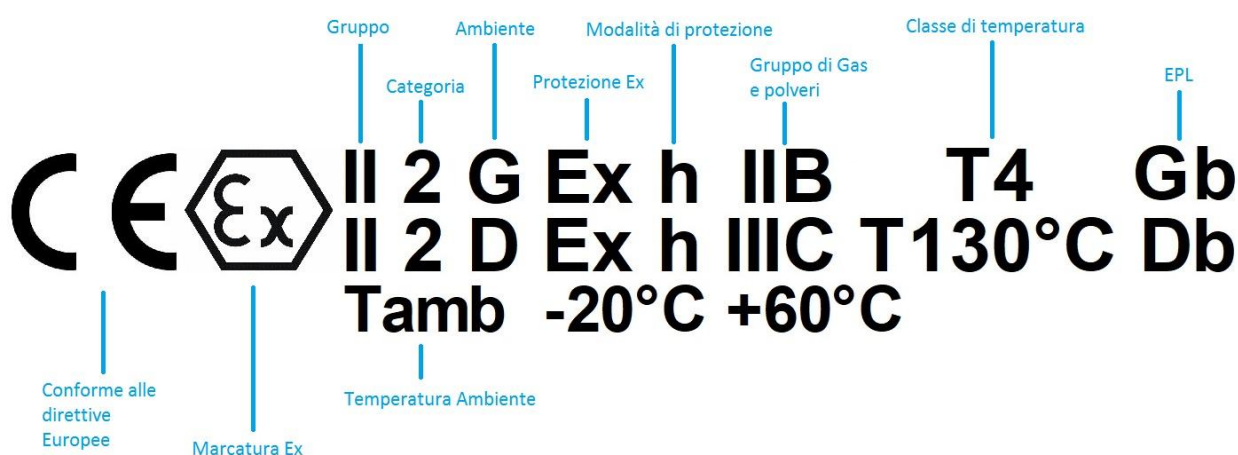 Gruppo
Ambiente
Modalità di protezione
Classe di temperatura
Categoria
Protezione Ex
Gruppo di Gas
e polveri
EPL
CE Ex II 2 G Ex h IIB T4 Gb
II 2 D Ex h IIIC T130°C Db
Tamb -20°C +60°C
Conforme alle
direttive
Europee
Marcatura Ex
Temperatura Ambiente